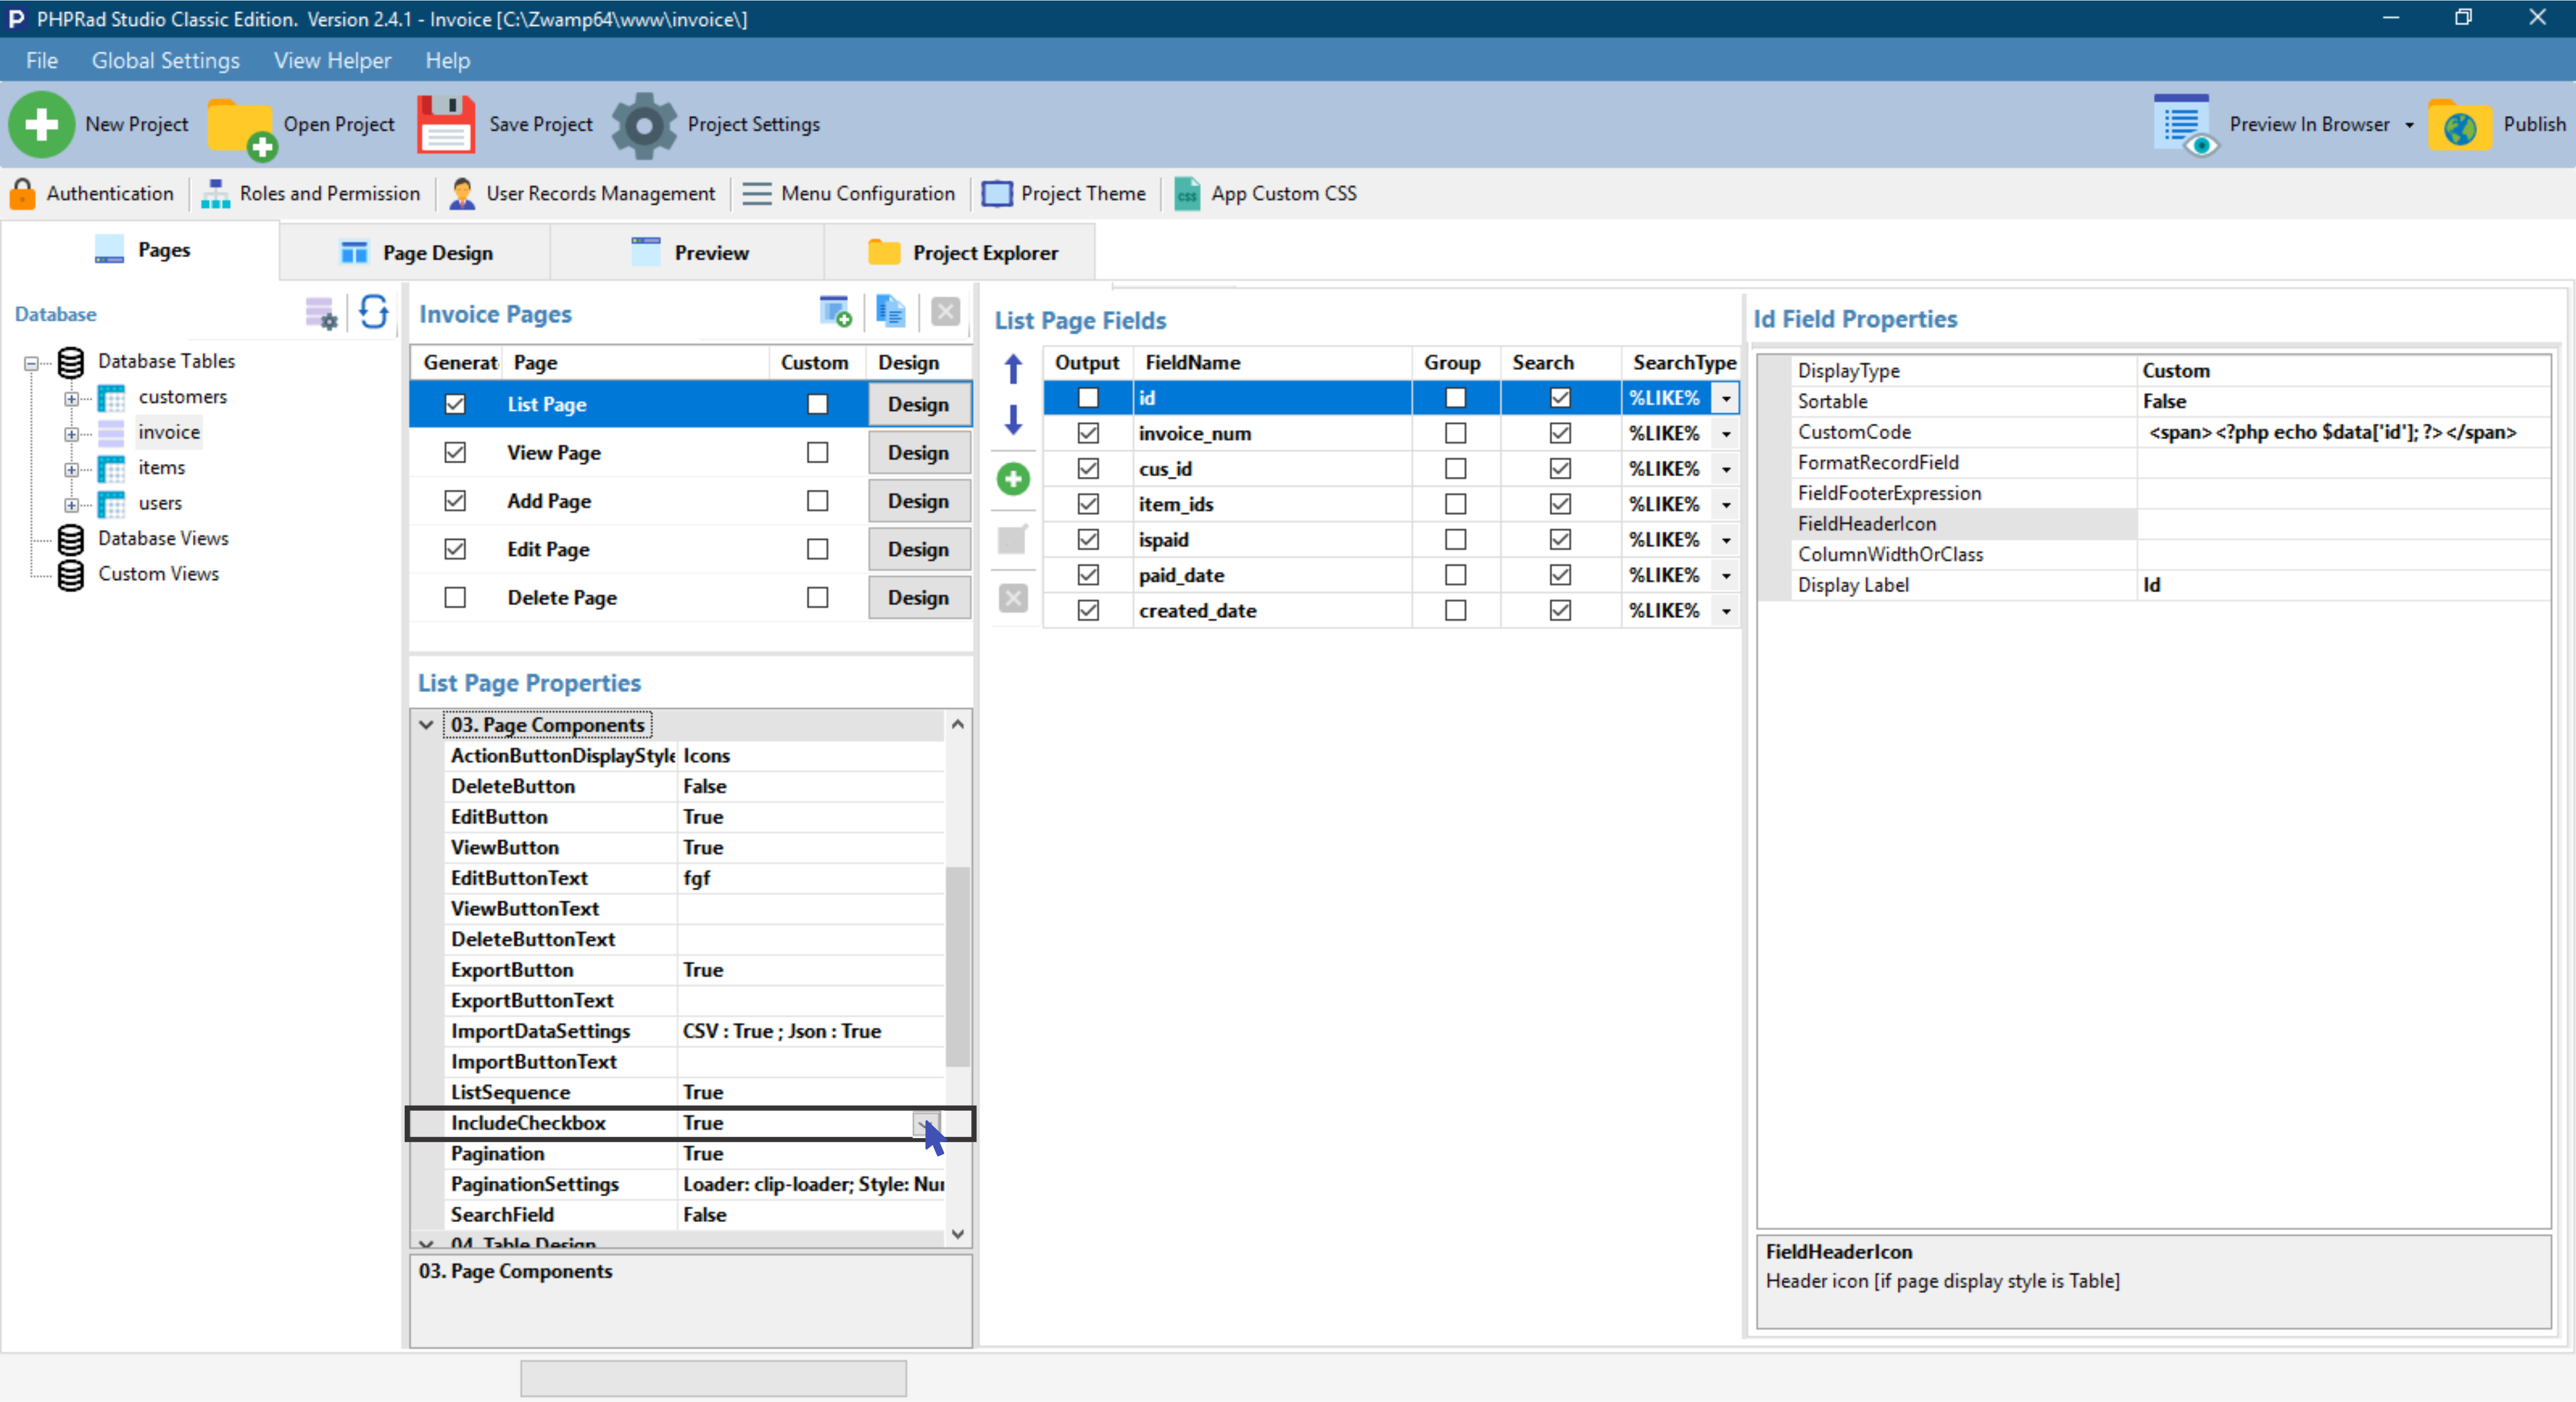 PHPRad Studio Classic Edition. Version 2.4.1 - Invoice [C:\Zwamp64\www\invoice\]
File Global Settings View Helper Help
New Project Open Project Save Project Project Settings Preview In Browser Publish
Authentication Roles and Permission User Records Management Menu Configuration Project Theme css App Custom CSS
Pages Page Design Preview Project Explorer
Database
Database Tables
customers
invoice
items
users
Database Views
Custom Views
Invoice Pages
Generat Page Custom Design
List Page Design
View Page Design
Add Page Design
Edit Page Design
Delete Page Design
List Page Properties
03. Page Components
ActionButtonDisplayStyle Icons
DeleteButton False
EditButton True
ViewButton True
EditButtonText fgf
ViewButtonText
DeleteButtonText
ExportButton True
ExportButtonText
ImportDataSettings CSV : True ; Json : True
ImportButtonText
ListSequence True
IncludeCheckbox True
Pagination True
PaginationSettings Loader: clip-loader; Style: Nur
SearchField False
04. Table Design
03. Page Components
List Page Fields
Output FieldName Group Search SearchType
id %LIKE%
invoice_num %LIKE%
cus_id %LIKE%
item_ids %LIKE%
ispaid %LIKE%
paid_date %LIKE%
created_date %LIKE%
Id Field Properties
DisplayType Custom
Sortable False
CustomCode <span><?php echo $data['id']; ?></span>
FormatRecordField
FieldFooterExpression
FieldHeaderIcon
ColumnWidthOrClass
Display Label Id
FieldHeaderIcon
Header icon [if page display style is Table]